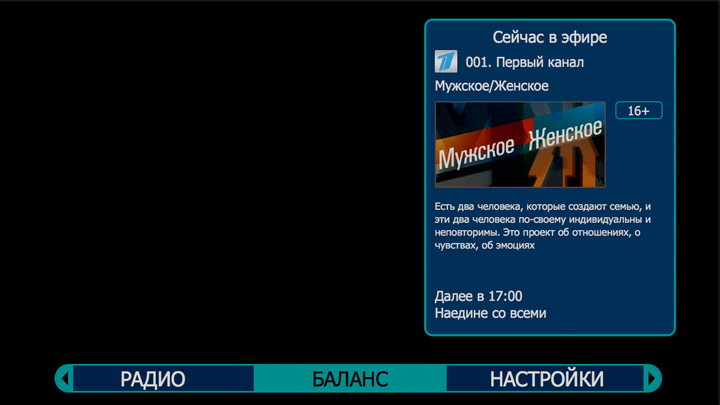 Сейчас в эфире
001. Первый канал
Мужское/Женское
16+
Мужское Женское
Есть два человека, которые создают семью, и
эти два человека по-своему индивидуальны и
неповторимы. Это проект об отношениях, о
чувствах, об эмоциях
Далее в 17:00
Наедине со всеми
РАДИО
БАЛАНС
НАСТРОЙКИ